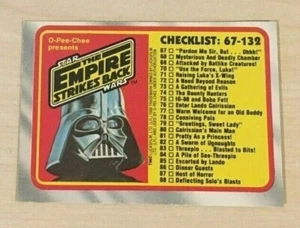 O-Pee-Chee
presents
STAR
THE
EMPIRE
STRIKES BACK
WARS
CHECKLIST: 67-132
67 "Pardon Me Sir, But . . . Ohhh!"
68 Mysterious And Deadly Chamber
69 Attacked by Batlike Creatures!
70 "Use the Force, Luke!"
71 Raising Luke's X-Wing
72 A Need Beyond Reason
73 A Gathering of Evils
74 The Bounty Hunters
75 IG-88 and Boba Fett
76 Enter Lando Calrissian
77 Warm Welcome for an Old Buddy
78 Conniving Pals
79 "Greetings, Sweet Lady"
80 Calrissian's Main Man
81 Pretty As a Princess!
82 A Swarm of Ugnaughts
83 Threepio . . . Blasted to Bits!
84 A Pile of See-Threepio
85 Escorted by Lando
86 Dinner Guests
87 Host of Horror
88 Deflecting Solo's Blasts